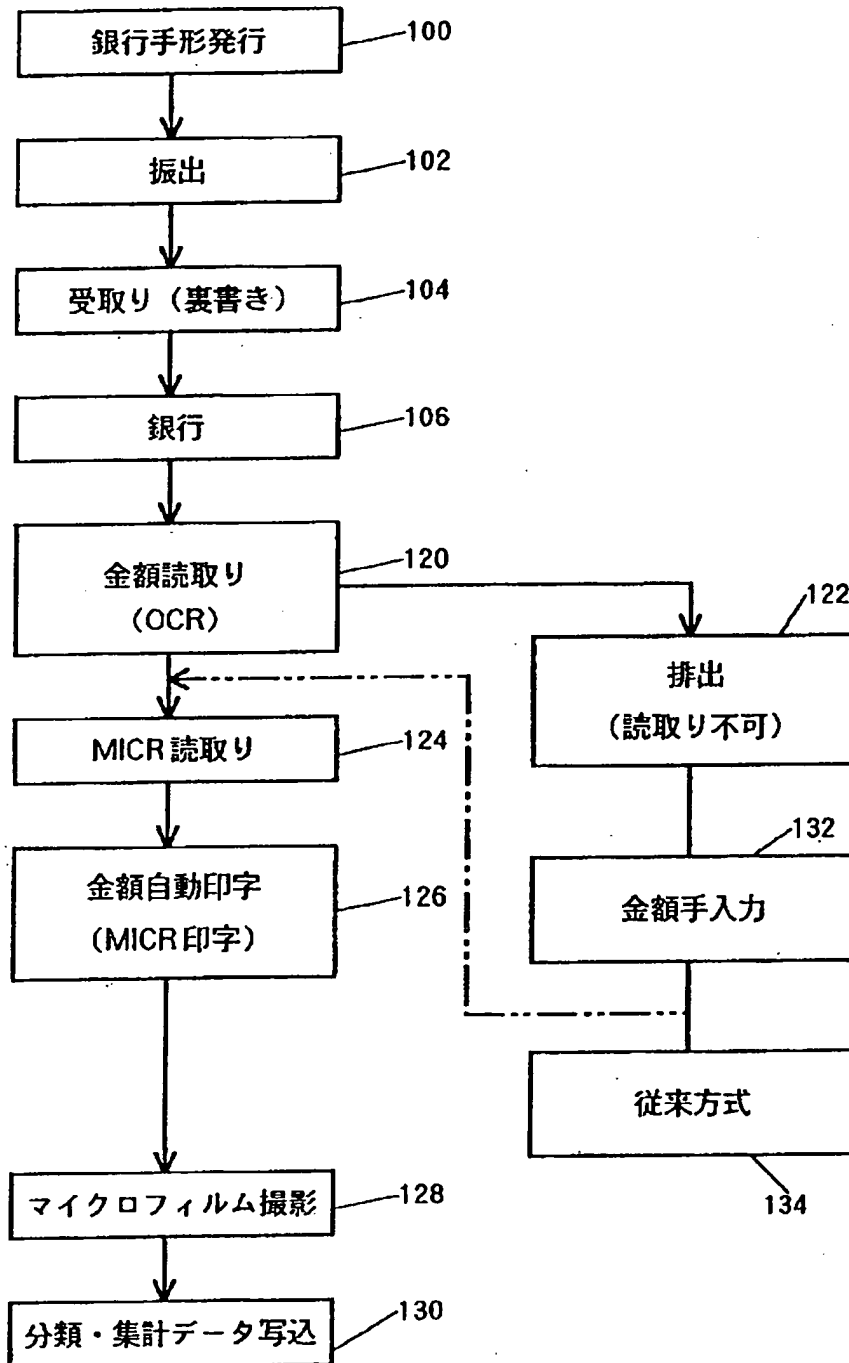 銀行手形発行
100
振出
102
受取り（裏書き）
104
銀行
106
金額読取り
(OCR)
120
排出
(読取り不可)
122
MICR読取り
124
金額手入力
132
金額自動印字
(MICR印字)
126
従来方式
134
マイクロフィルム撮影
128
分類・集計データ写込
130